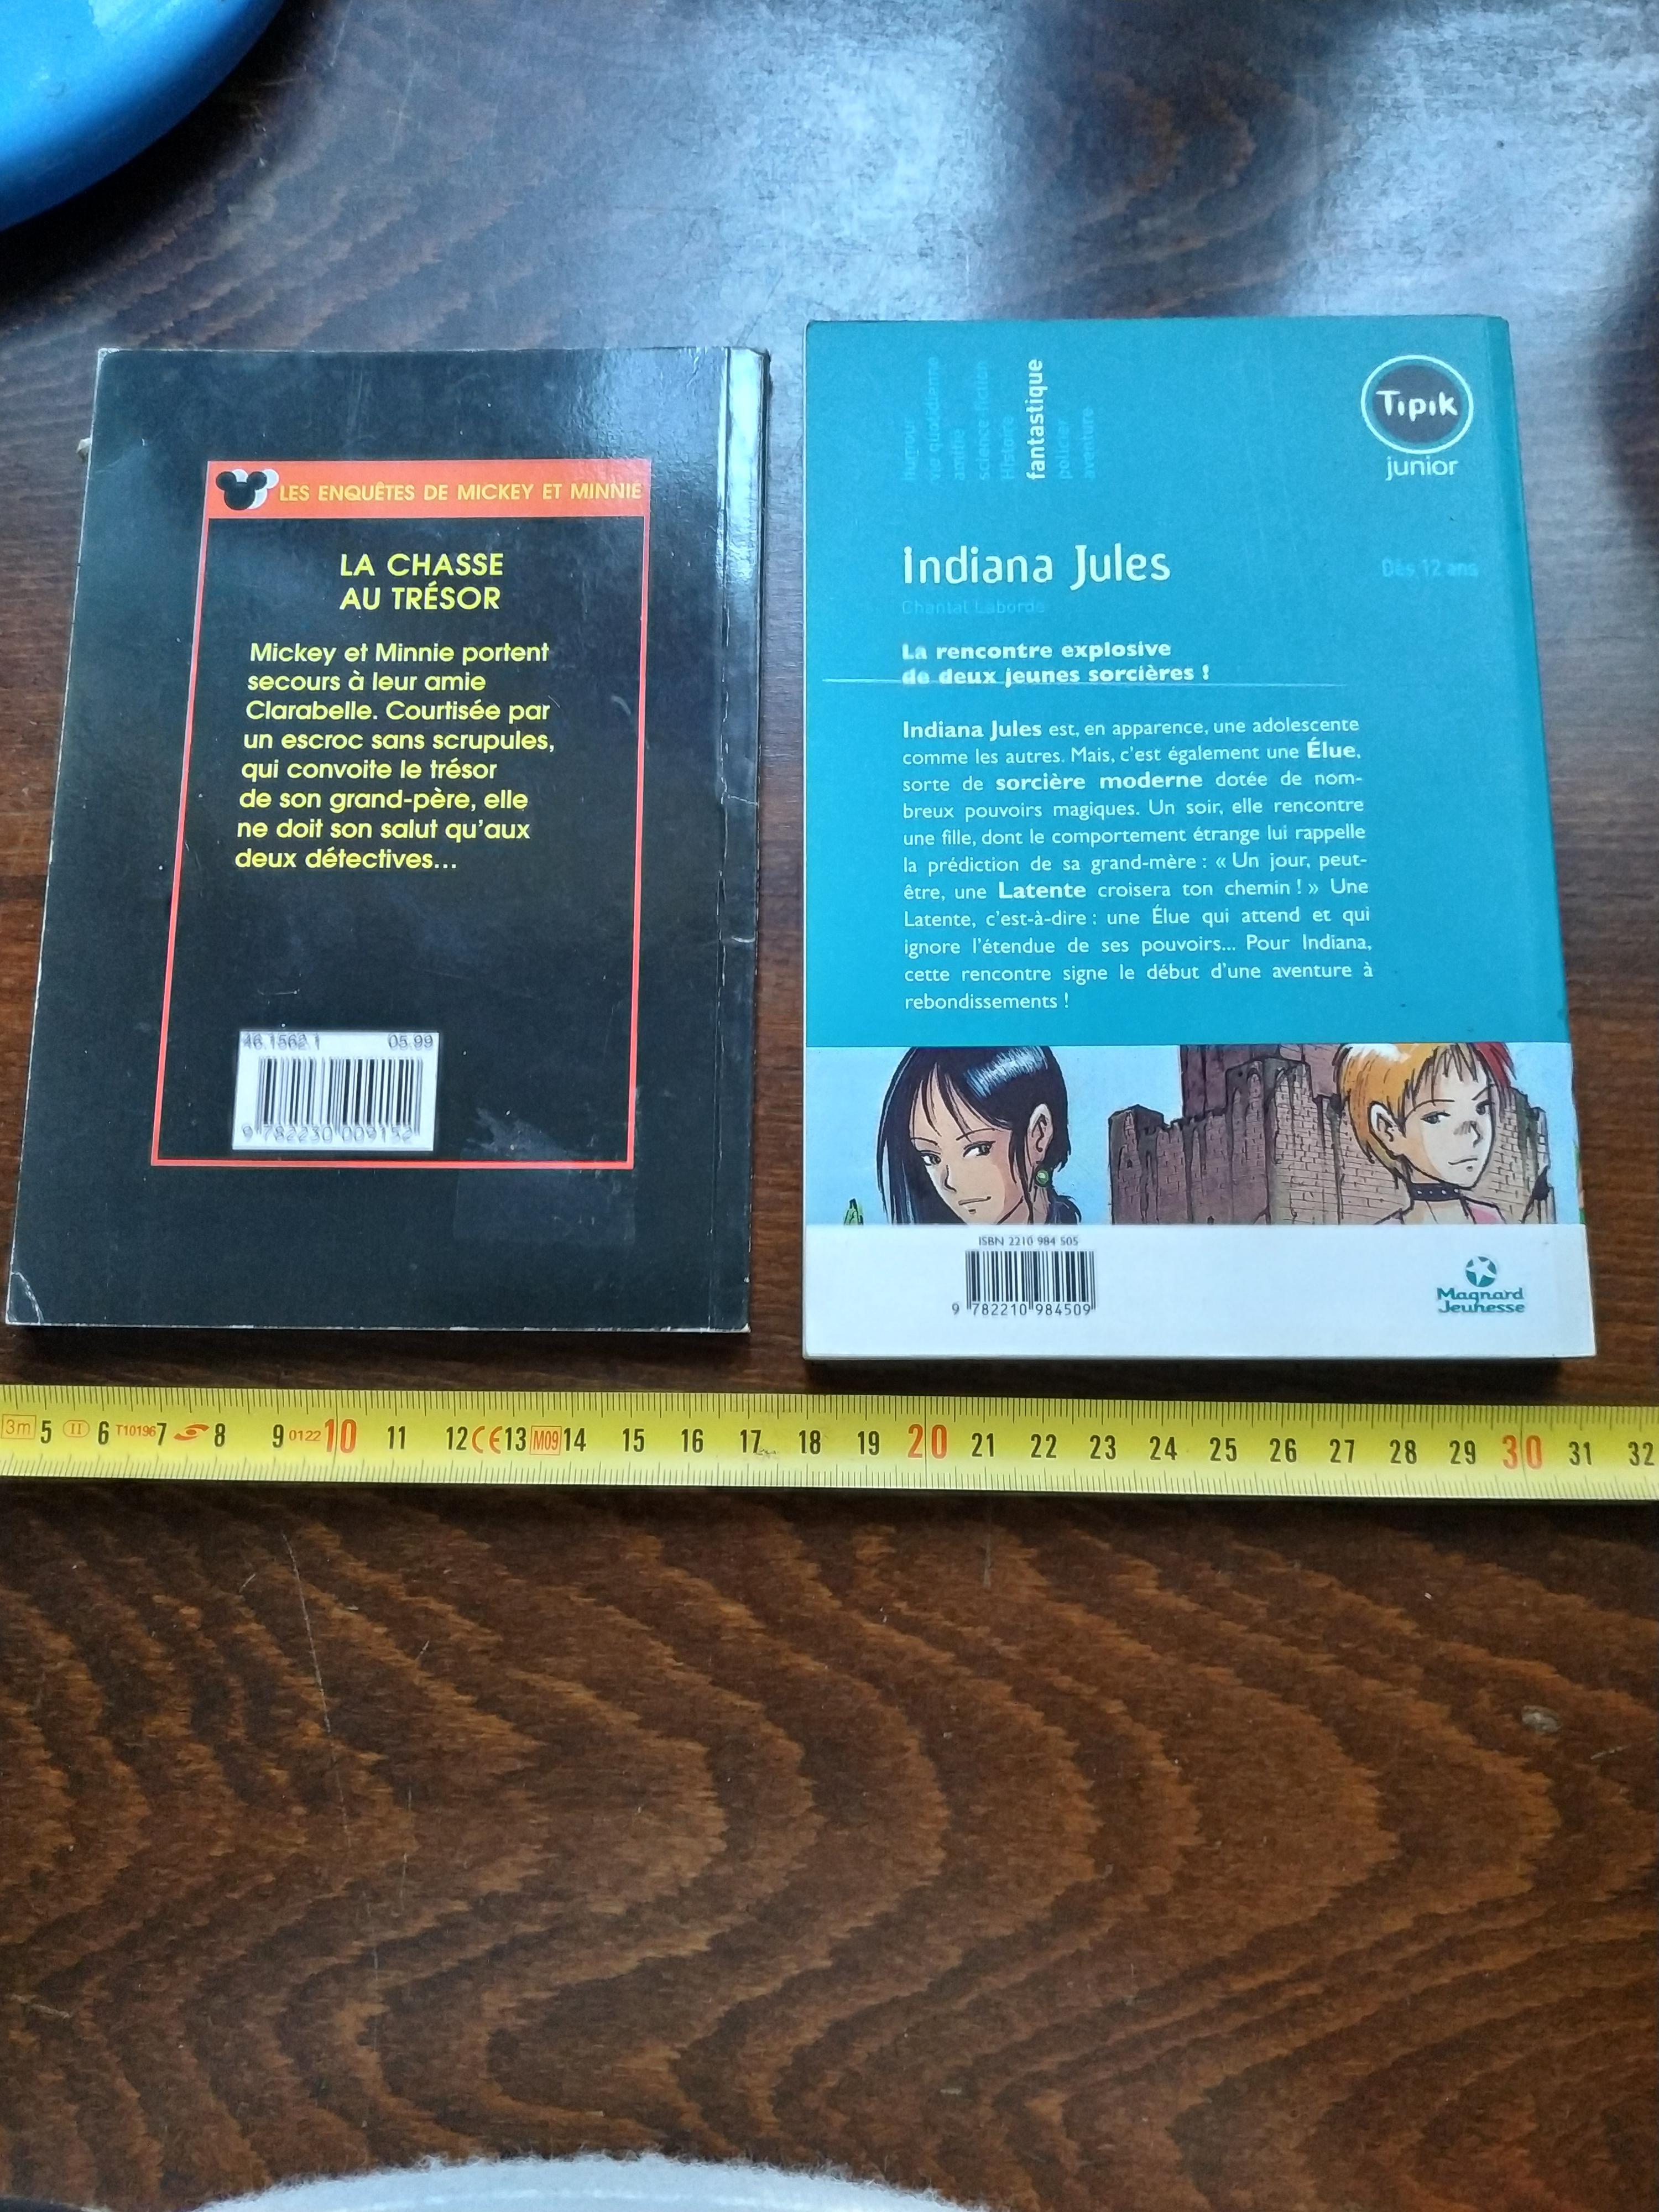 LES ENQUÊTES DE MICKEY ET MINNIE
LA CHASSE
AU TRÉSOR
Mickey et Minnie portent
secours à leur amie
Clarabelle. Courtisée par
un escroc sans scrupules,
qui convoite le trésor
de son grand-père, elle
ne doit son salut qu'aux
deux détectives...
46.1562.1 05.99
9 782230 009152
humour
vie quotidienne
amitié
science-fiction
Histoire
fantastique
policier
aventure
Tipik
junior
Indiana Jules
Dès 12 ans
Chantal Laborde
La rencontre explosive
de deux jeunes sorcières !
Indiana Jules est, en apparence, une adolescente
comme les autres. Mais, c'est également une Élue,
sorte de sorcière moderne dotée de nom-
breux pouvoirs magiques. Un soir, elle rencontre
une fille, dont le comportement étrange lui rappelle
la prédiction de sa grand-mère : « Un jour, peut-
être, une Latente croisera ton chemin ! » Une
Latente, c'est-à-dire : une Élue qui attend et qui
ignore l'étendue de ses pouvoirs... Pour Indiana,
cette rencontre signe le début d'une aventure à
rebondissements !
ISBN 2210 984 505
9 782210 984509
Magnard
Jeunesse
3m 5 II 6 T10196 7 8 9 0122 10 11 12 CE 13 M09 14 15 16 17 18 19 20 21 22 23 24 25 26 27 28 29 30 31 32